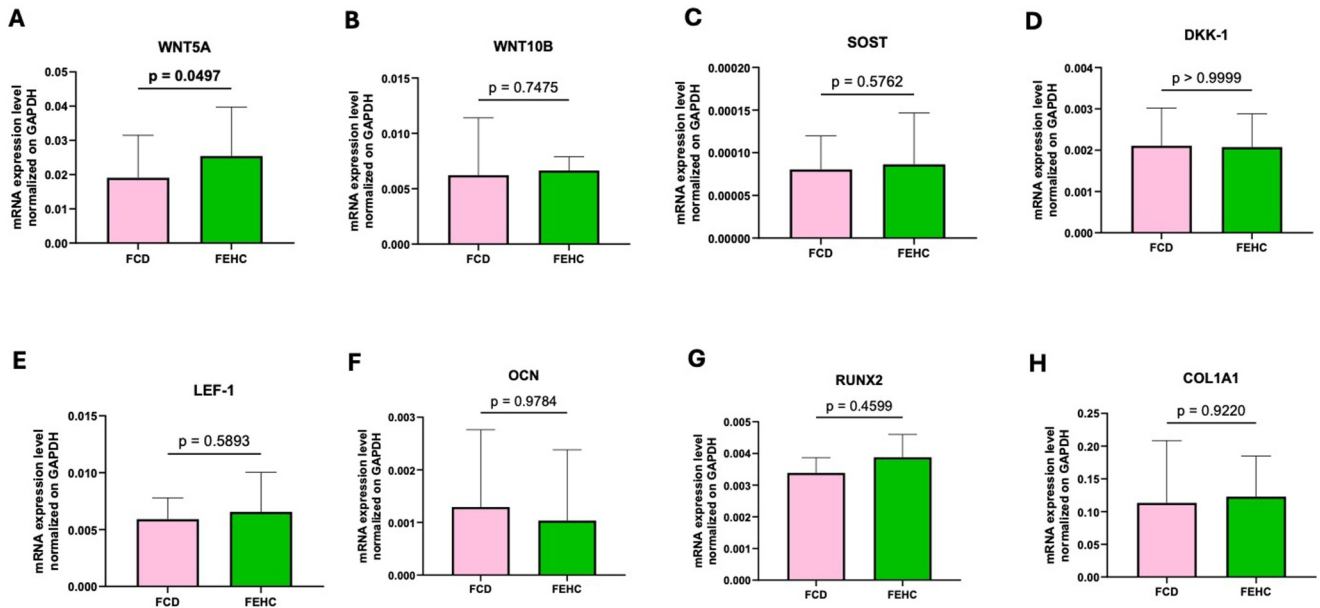 A
WNT5A
p = 0.0497
mRNA expression level
normalized on GAPDH
0.05
0.04
0.03
0.02
0.01
0.00
FCD
FEHC
B
WNT10B
p = 0.7475
mRNA expression level
normalized on GAPDH
0.015
0.010
0.005
0.000
FCD
FEHC
C
SOST
p = 0.5762
mRNA expression level
normalized on GAPDH
0.00020
0.00015
0.00010
0.00005
0.00000
FCD
FEHC
D
DKK-1
p > 0.9999
mRNA expression level
normalized on GAPDH
0.004
0.003
0.002
0.001
0.000
FCD
FEHC
E
LEF-1
p = 0.5893
mRNA expression level
normalized on GAPDH
0.015
0.010
0.005
0.000
FCD
FEHC
F
OCN
p = 0.9784
mRNA expression level
normalized on GAPDH
0.003
0.002
0.001
0.000
FCD
FEHC
G
RUNX2
p = 0.4599
mRNA expression level
normalized on GAPDH
0.005
0.004
0.003
0.002
0.001
0.000
FCD
FEHC
H
COL1A1
p = 0.9220
mRNA expression level
normalized on GAPDH
0.25
0.20
0.15
0.10
0.05
0.00
FCD
FEHC